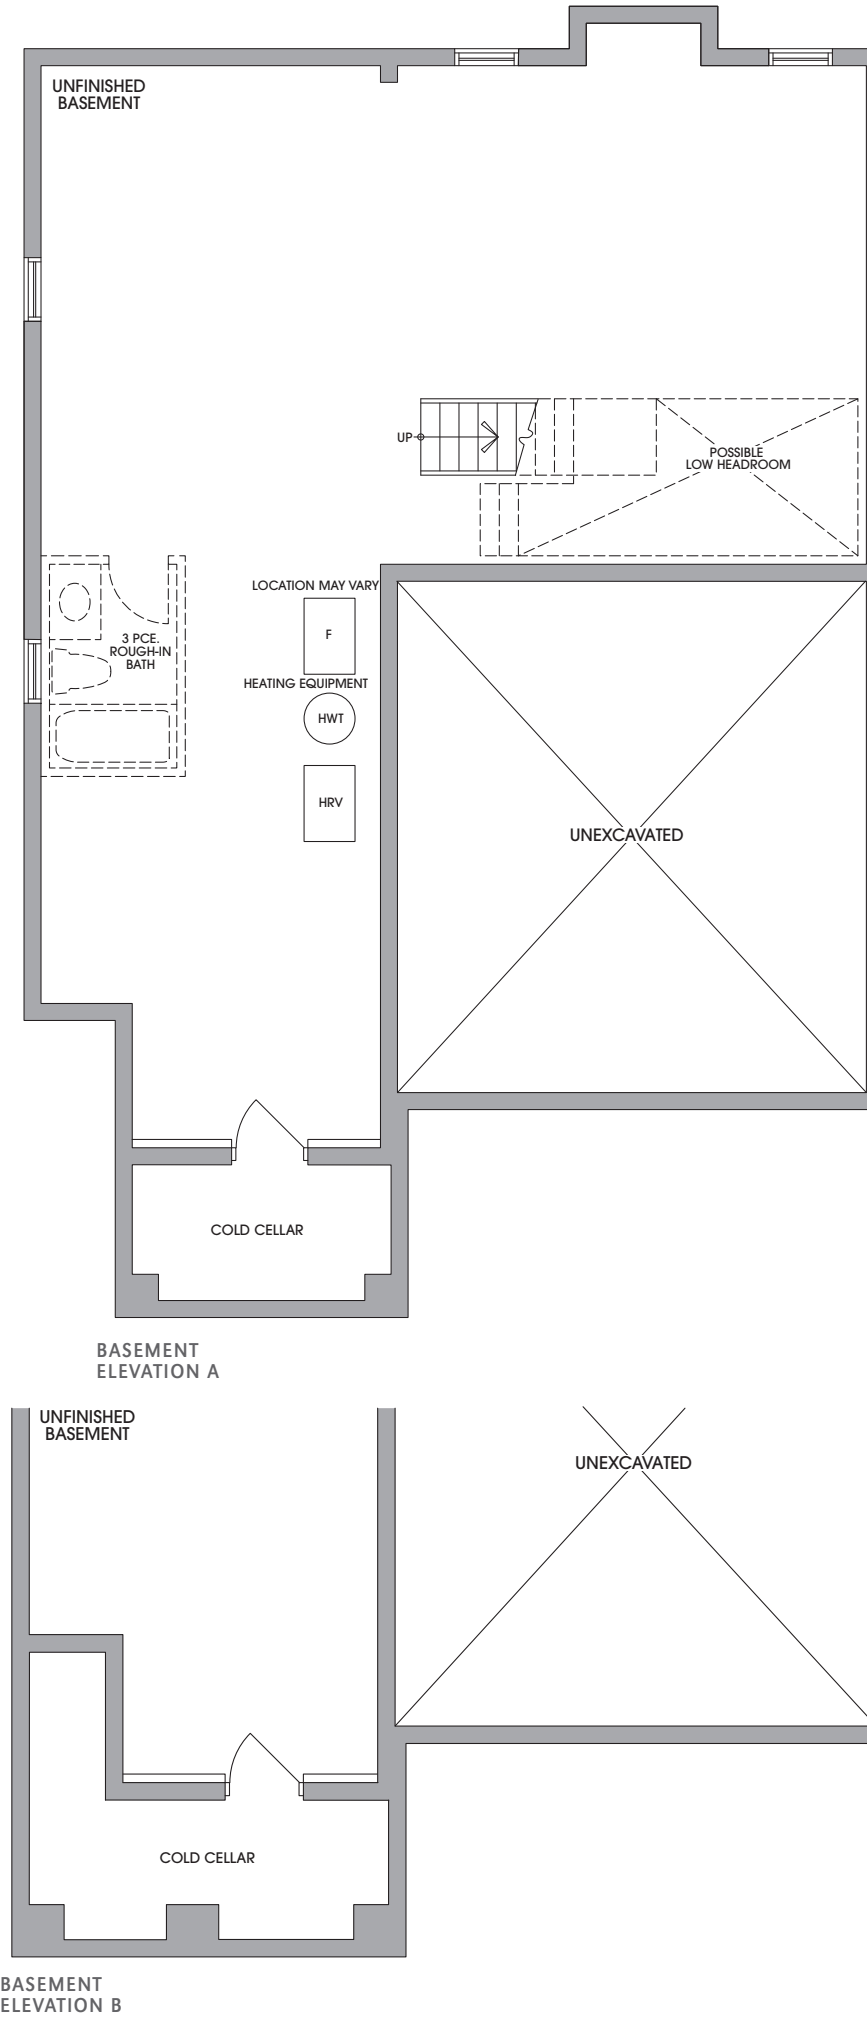 UNFINISHED
BASEMENT
UP
POSSIBLE
LOW HEADROOM
LOCATION MAY VARY
F
3 PCE.
ROUGH-IN
BATH
HEATING EQUIPMENT
HWT
HRV
UNEXCAVATED
COLD CELLAR
BASEMENT
ELEVATION A
UNFINISHED
BASEMENT
UNEXCAVATED
COLD CELLAR
BASEMENT
ELEVATION B